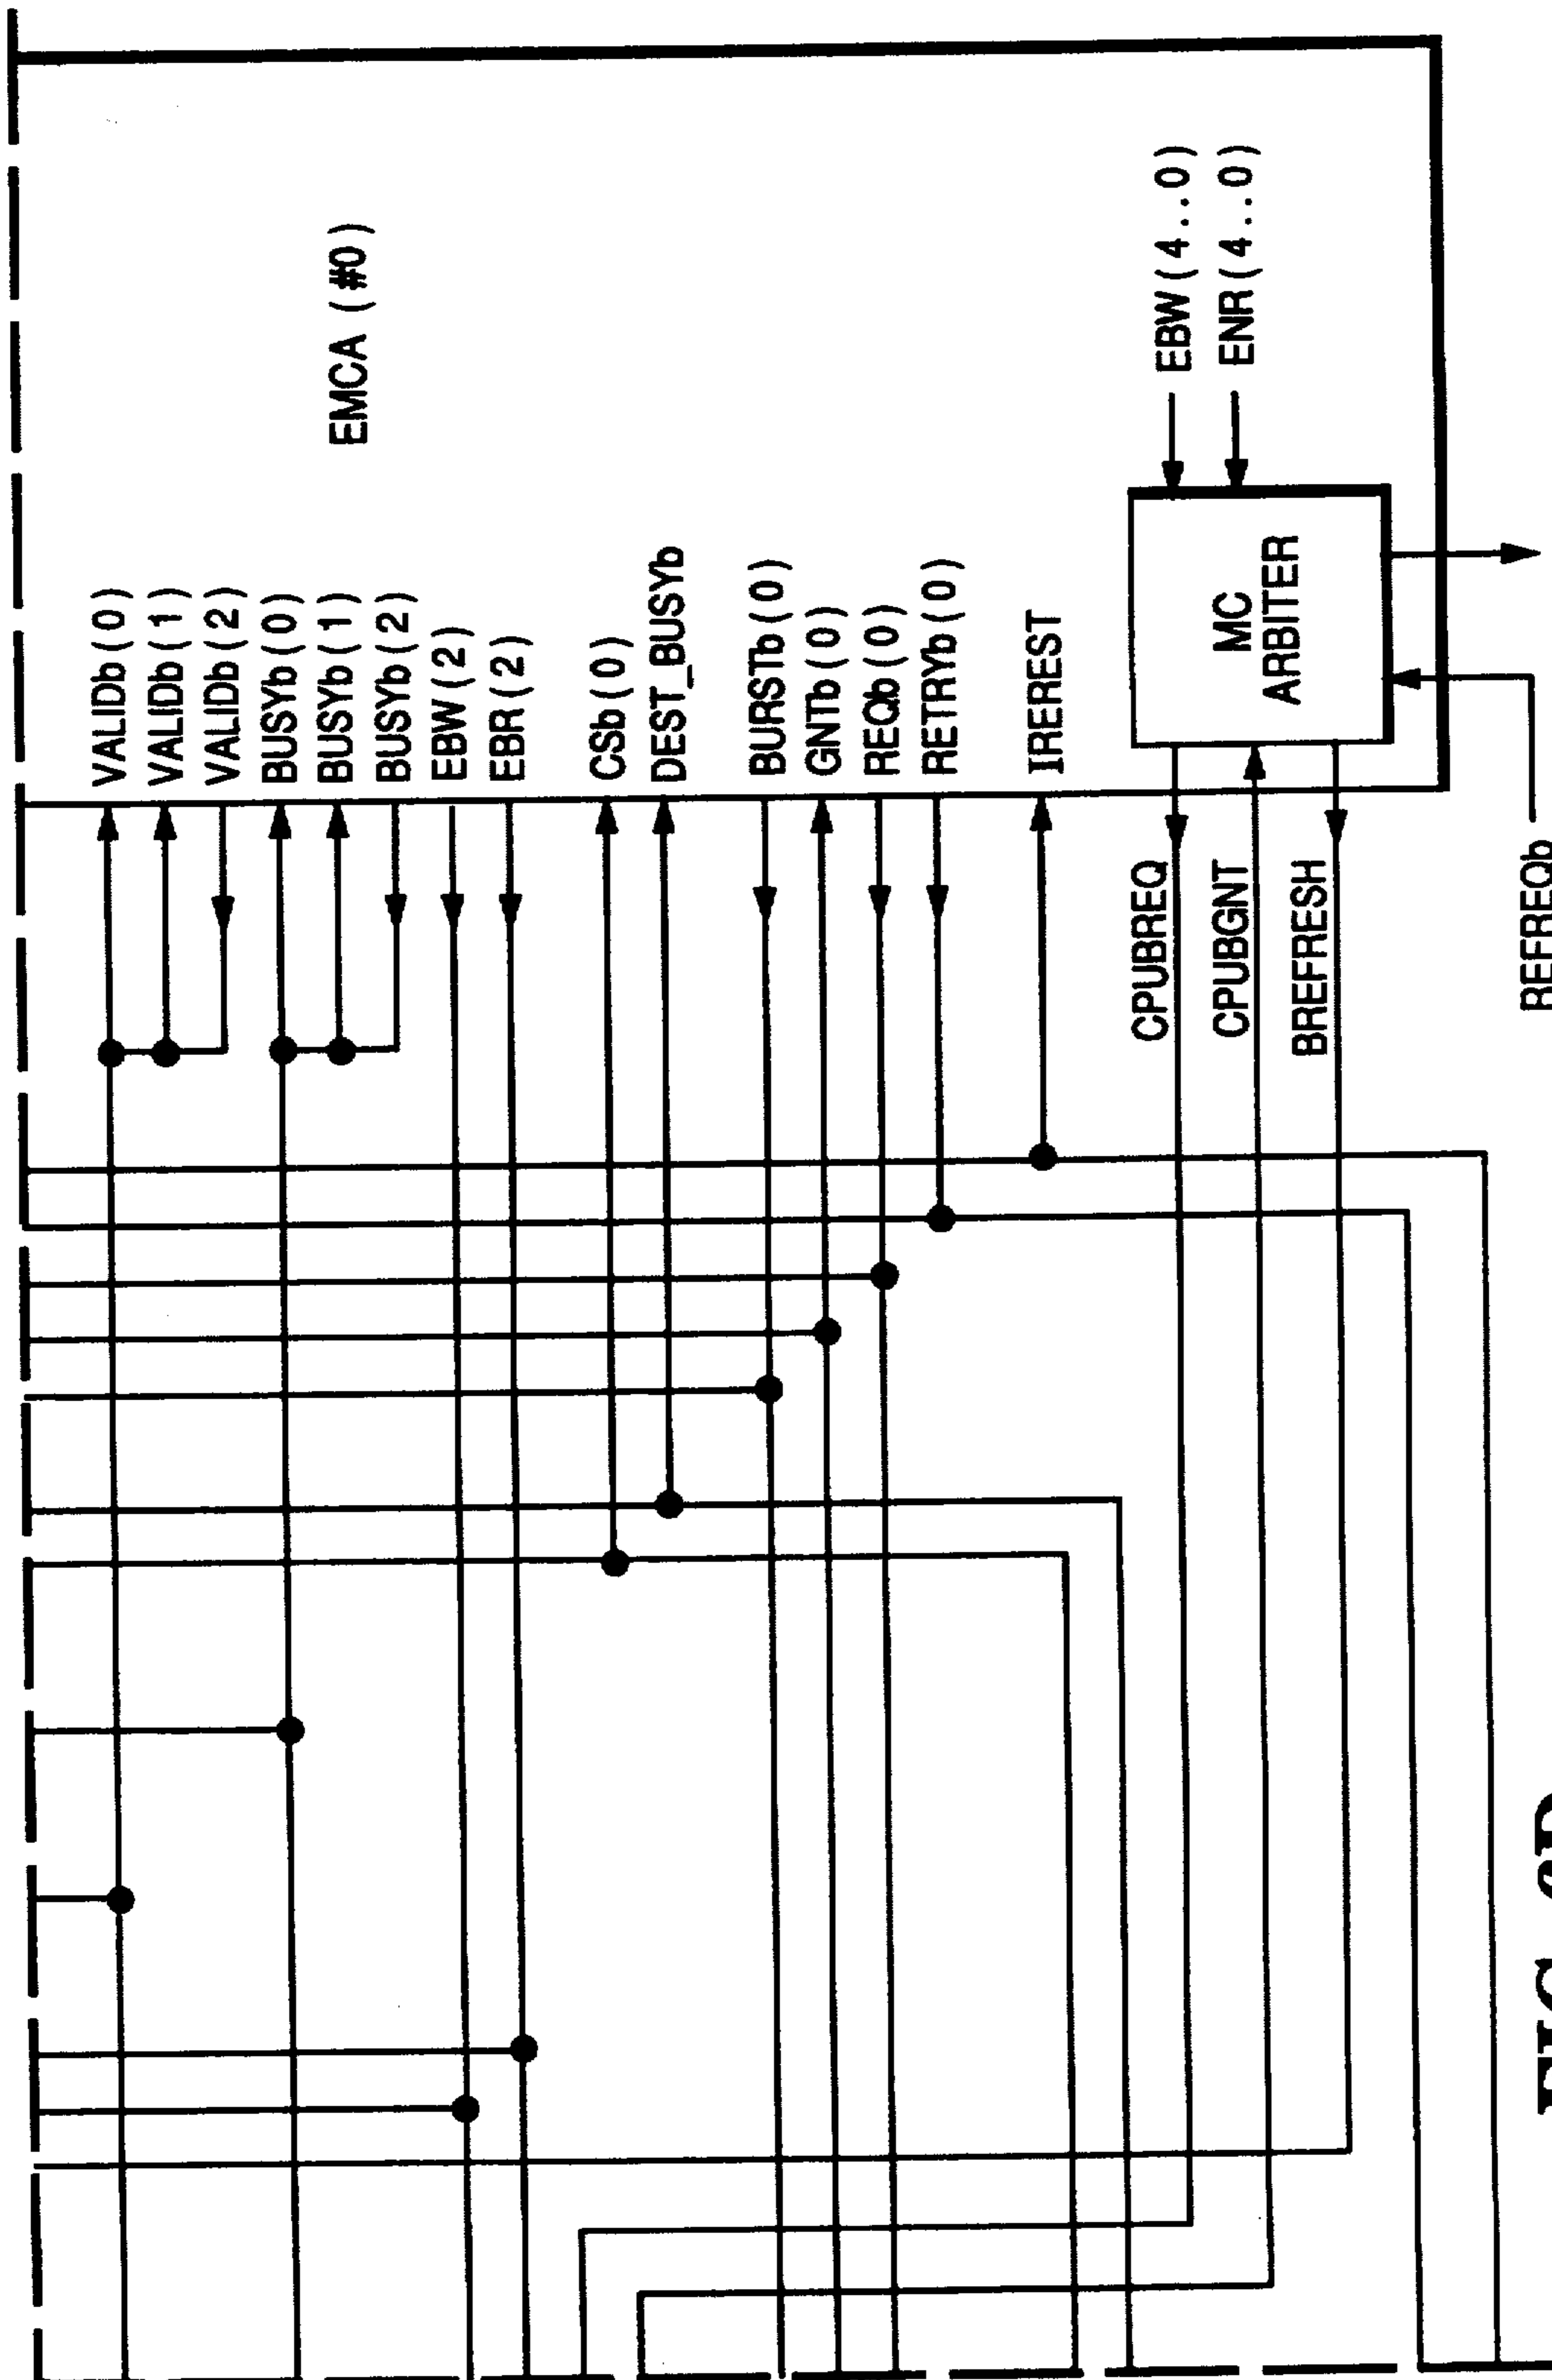 EMCA (#0)
VALIDb(0)
VALIDb(1)
VALIDb(2)
BUSYb(0)
BUSYb(1)
BUSYb(2)
EBW(2)
EBR(2)
CSb(0)
DEST_BUSYb
BURSTb(0)
GNTb(0)
REQb(0)
RETRYb(0)
IREREST
EBW(4..0)
ENR(4..0)
MC
ARBITER
CPUBREQ
CPUBGNT
BREFRESH
REFREQb